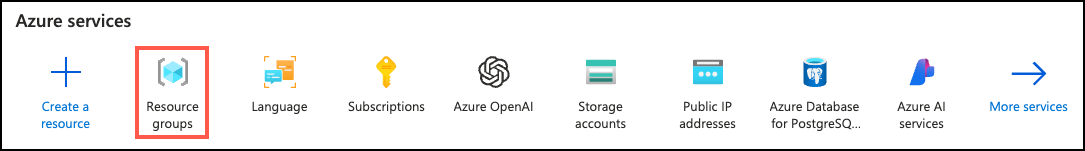 Azure services
Create a
resource
Resource
groups
Language
Subscriptions
Azure OpenAI
Storage
accounts
Public IP
addresses
Azure Database
for PostgreSQ...
Azure AI
services
More services